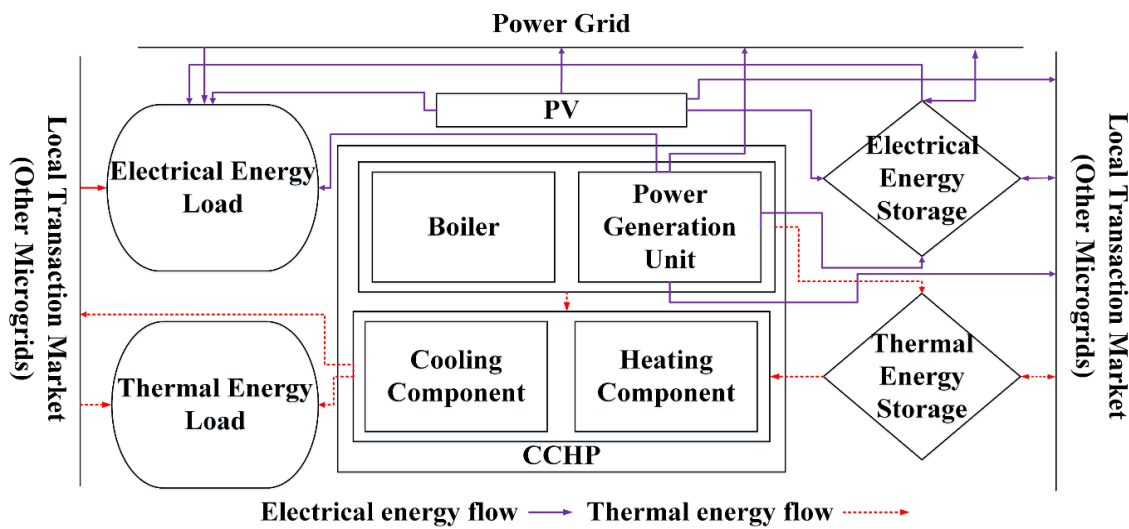 Power Grid
PV
Local Transaction Market
(Other Microgrids)
Electrical Energy
Load
Boiler
Power
Generation
Unit
Electrical
Energy
Storage
Local Transaction Market
(Other Microgrids)
Thermal Energy
Load
Cooling
Component
Heating
Component
Thermal
Energy
Storage
CCHP
Electrical energy flow
Thermal energy flow